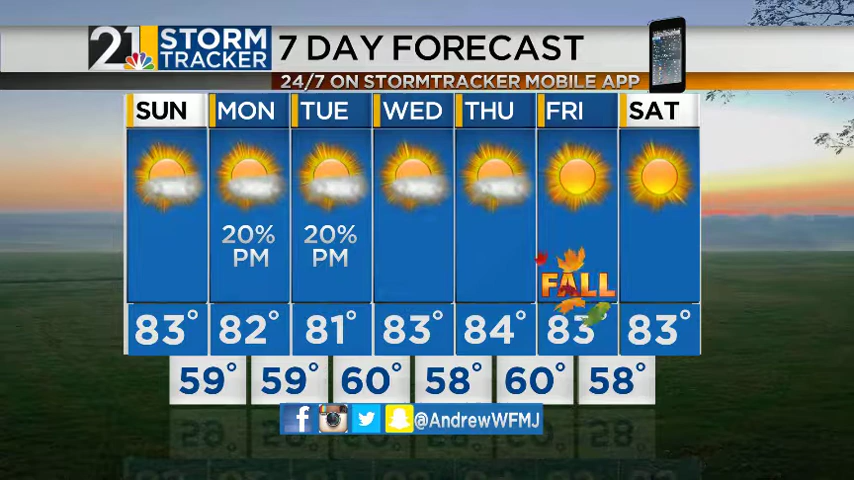 21 STORM TRACKER
7 DAY FORECAST
24/7 ON STORMTRACKER MOBILE APP
SUN MON TUE WED THU FRI SAT
20% PM 20% PM
FALL
83° 82° 81° 83° 84° 83° 83°
59° 59° 60° 58° 60° 58°
@AndrewWFMJ